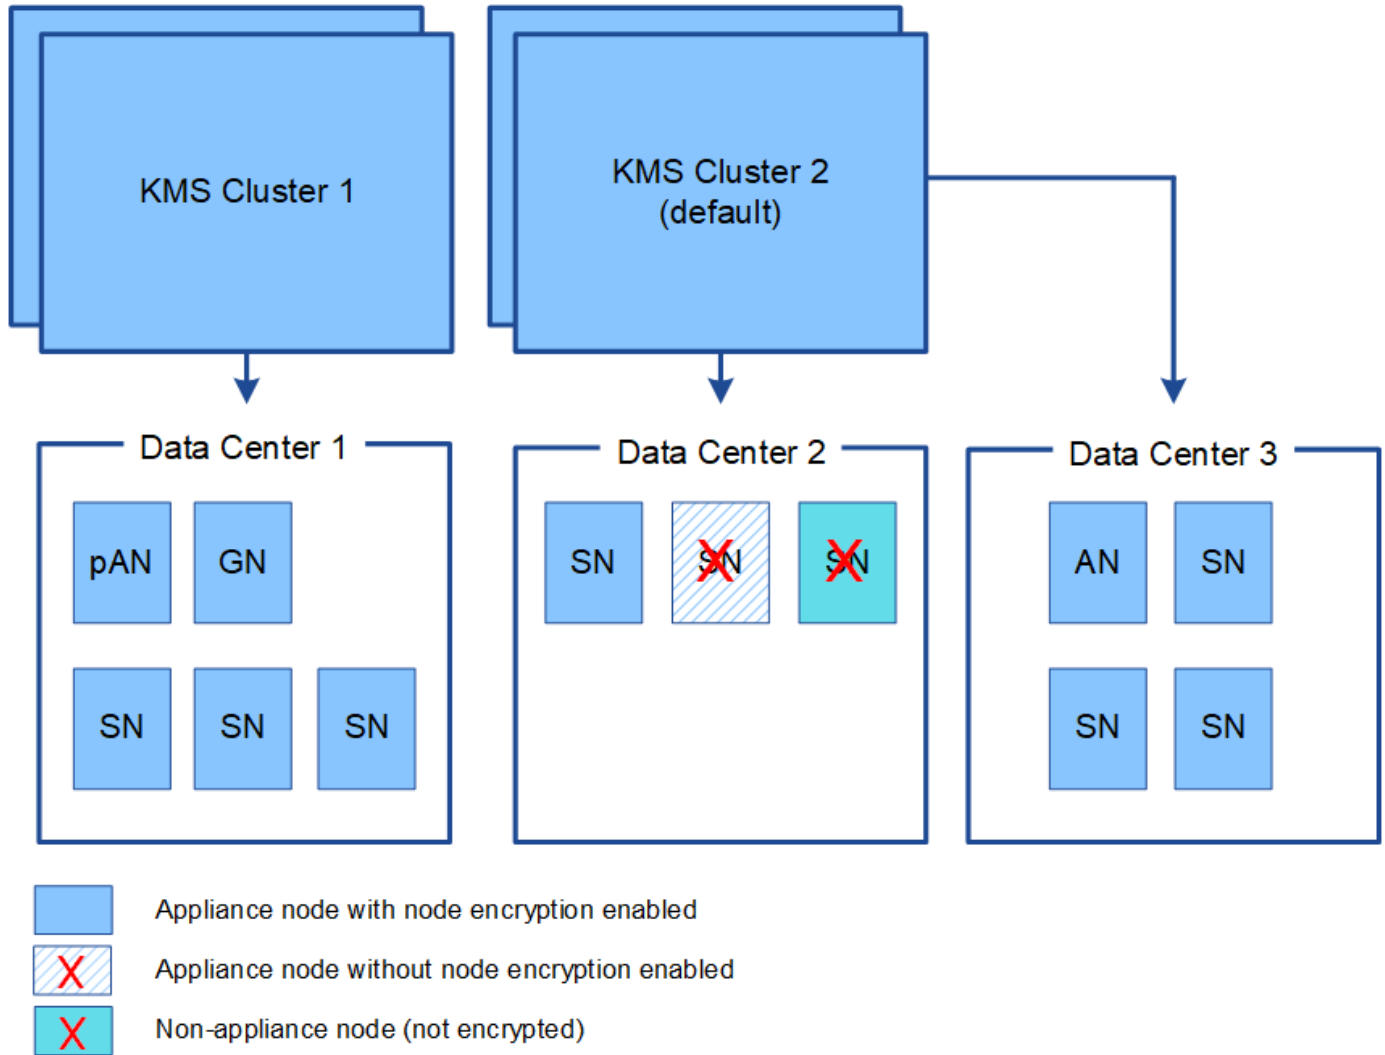 KMS Cluster 1
KMS Cluster 2
(default)
Data Center 1
pAN
GN
SN
SN
SN
Data Center 2
SN
SN
SN
Data Center 3
AN
SN
SN
SN
Appliance node with node encryption enabled
X
Appliance node without node encryption enabled
X
Non-appliance node (not encrypted)